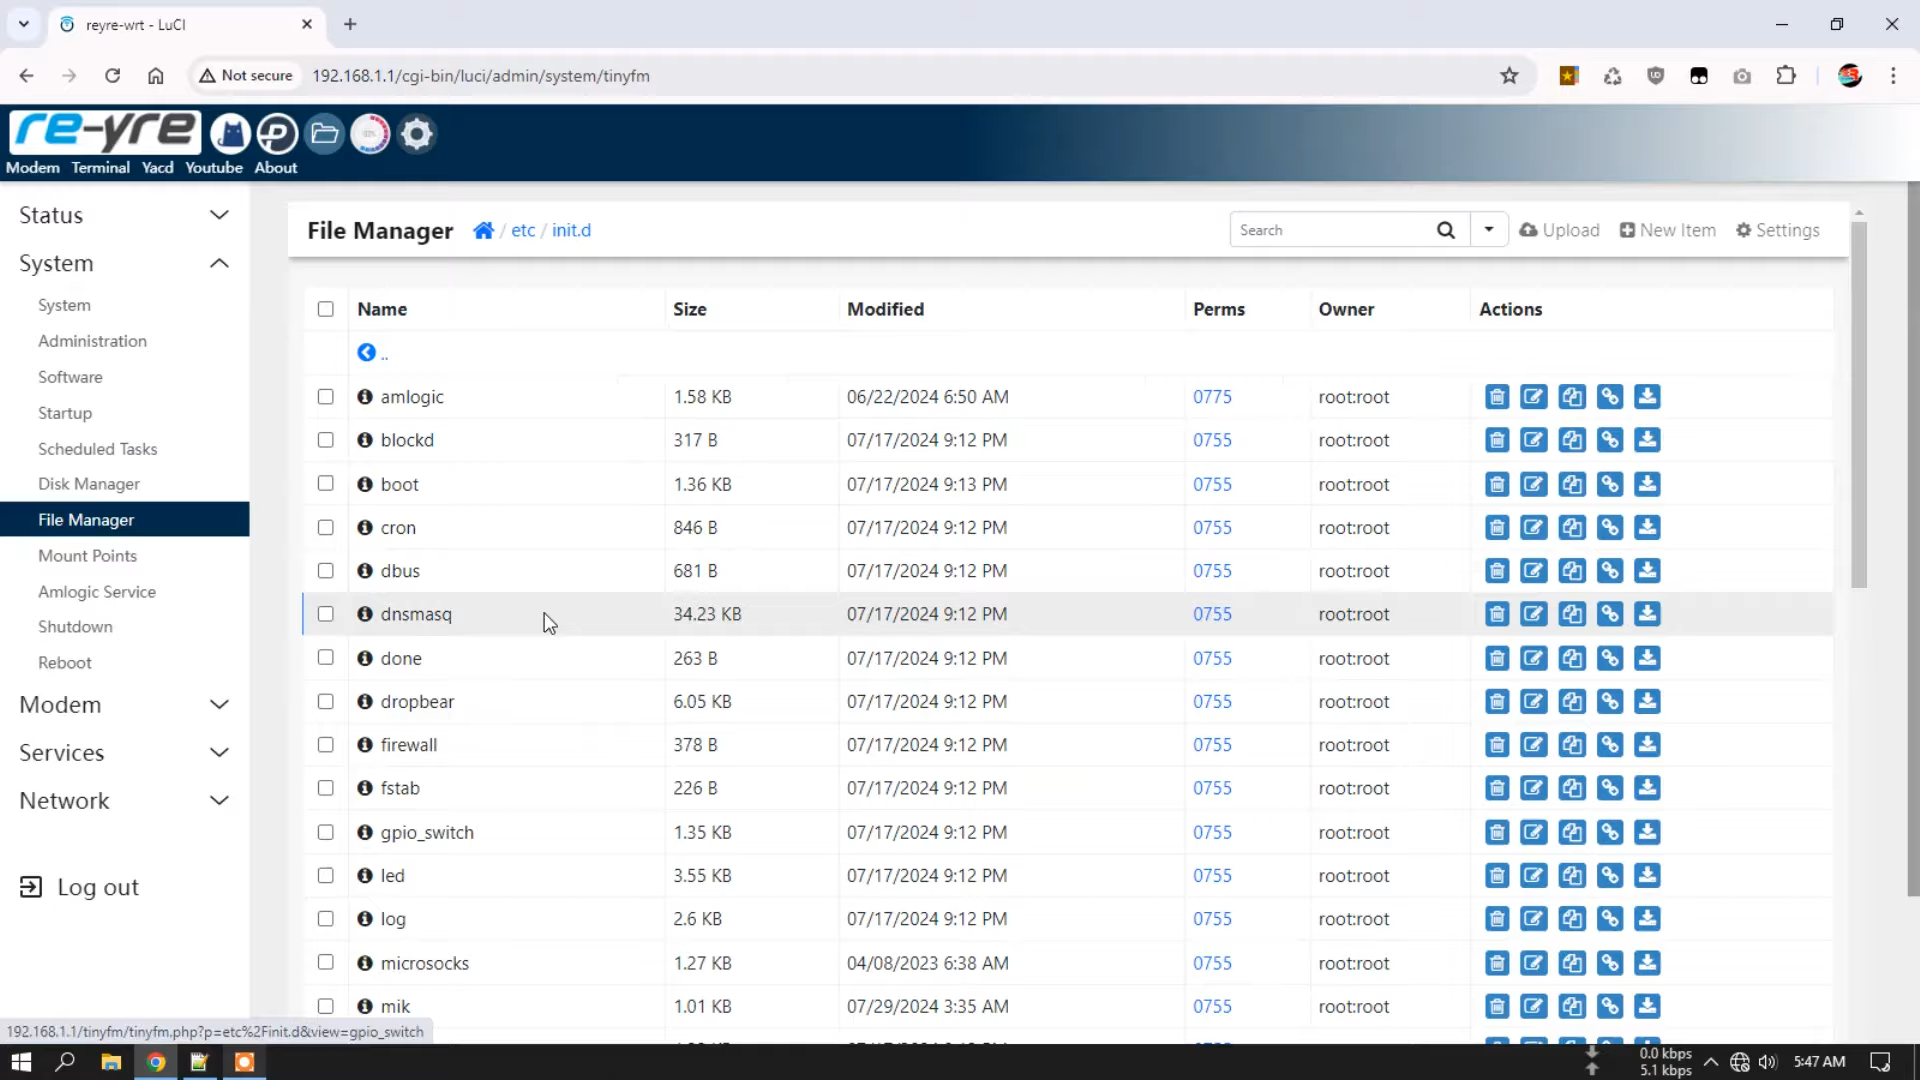 reyre-wrt - LuCI
Not secure
192.168.1.1/cgi-bin/luci/admin/system/tinyfm
re-yre
Modem Terminal Yacd Youtube About
Status
System
System
Administration
Software
Startup
Scheduled Tasks
Disk Manager
File Manager
Mount Points
Amlogic Service
Shutdown
Reboot
Modem
Services
Network
Log out
File Manager / etc / init.d
Search
Upload
New Item
Settings
Name Size Modified Perms Owner Actions
..
amlogic 1.58 KB 06/22/2024 6:50 AM 0775 root:root
blockd 317 B 07/17/2024 9:12 PM 0755 root:root
boot 1.36 KB 07/17/2024 9:13 PM 0755 root:root
cron 846 B 07/17/2024 9:12 PM 0755 root:root
dbus 681 B 07/17/2024 9:12 PM 0755 root:root
dnsmasq 34.23 KB 07/17/2024 9:12 PM 0755 root:root
done 263 B 07/17/2024 9:12 PM 0755 root:root
dropbear 6.05 KB 07/17/2024 9:12 PM 0755 root:root
firewall 378 B 07/17/2024 9:12 PM 0755 root:root
fstab 226 B 07/17/2024 9:12 PM 0755 root:root
gpio_switch 1.35 KB 07/17/2024 9:12 PM 0755 root:root
led 3.55 KB 07/17/2024 9:12 PM 0755 root:root
log 2.6 KB 07/17/2024 9:12 PM 0755 root:root
microsocks 1.27 KB 04/08/2023 6:38 AM 0755 root:root
mik 1.01 KB 07/29/2024 3:35 AM 0755 root:root
192.168.1.1/tinyfm/tinyfm.php?p=etc%2Finit.d&view=gpio_switch
0.0 kbps
5.1 kbps
5:47 AM